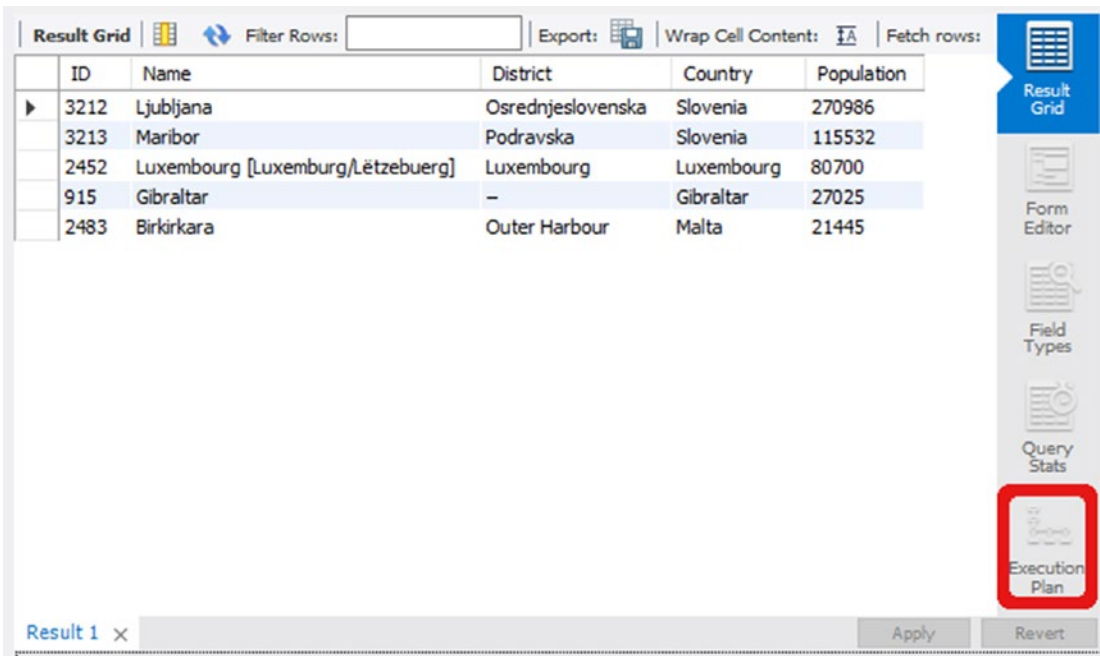 Result Grid Filter Rows: Export: Wrap Cell Content: Fetch rows:
ID Name District Country Population
3212 Ljubljana Osrednjeslovenska Slovenia 270986
3213 Maribor Podravska Slovenia 115532
2452 Luxembourg [Luxemburg/Lëtzebuerg] Luxembourg Luxembourg 80700
915 Gibraltar – Gibraltar 27025
2483 Birkirkara Outer Harbour Malta 21445
Result
Grid
Form
Editor
Field
Types
Query
Stats
Execution
Plan
Result 1 Apply Revert